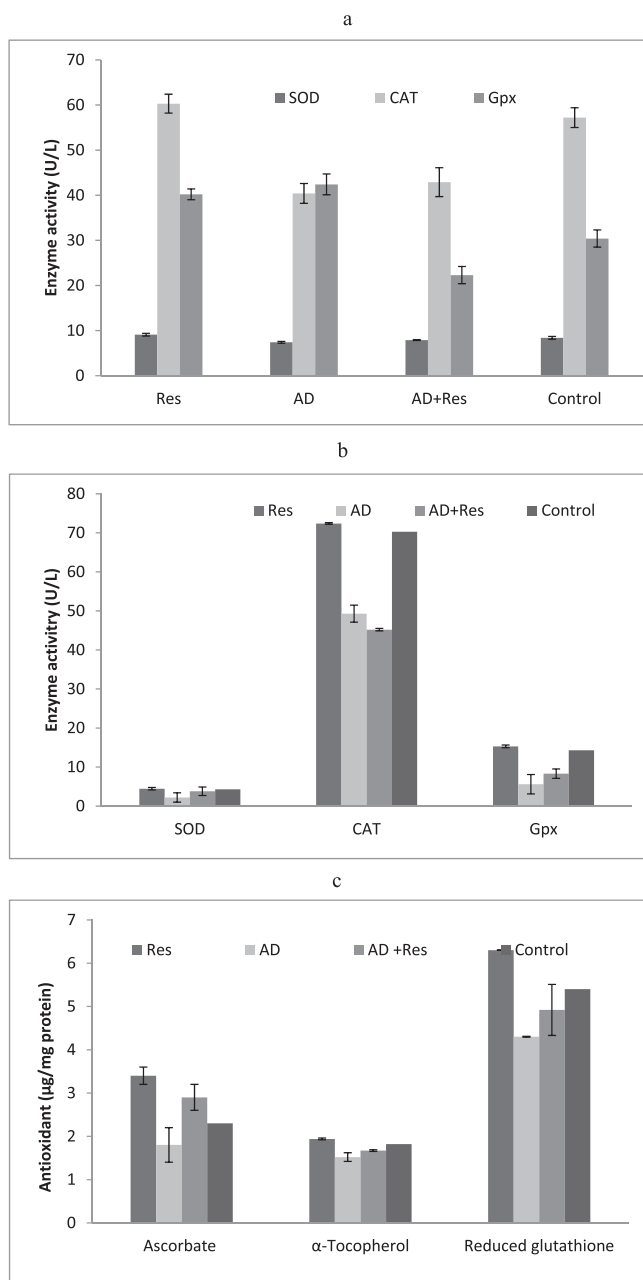 a
70
60
50
40
30
20
10
0
Enzyme activity (U/L)
SOD CAT Gpx
Res AD AD+Res Control
b
80
70
60
50
40
30
20
10
0
Enzyme activitry (U/L)
Res AD AD+Res Control
SOD CAT Gpx
c
7
6
5
4
3
2
1
0
Antioxidant (µg/mg protein)
Res AD AD +Res Control
Ascorbate α-Tocopherol Reduced glutathione